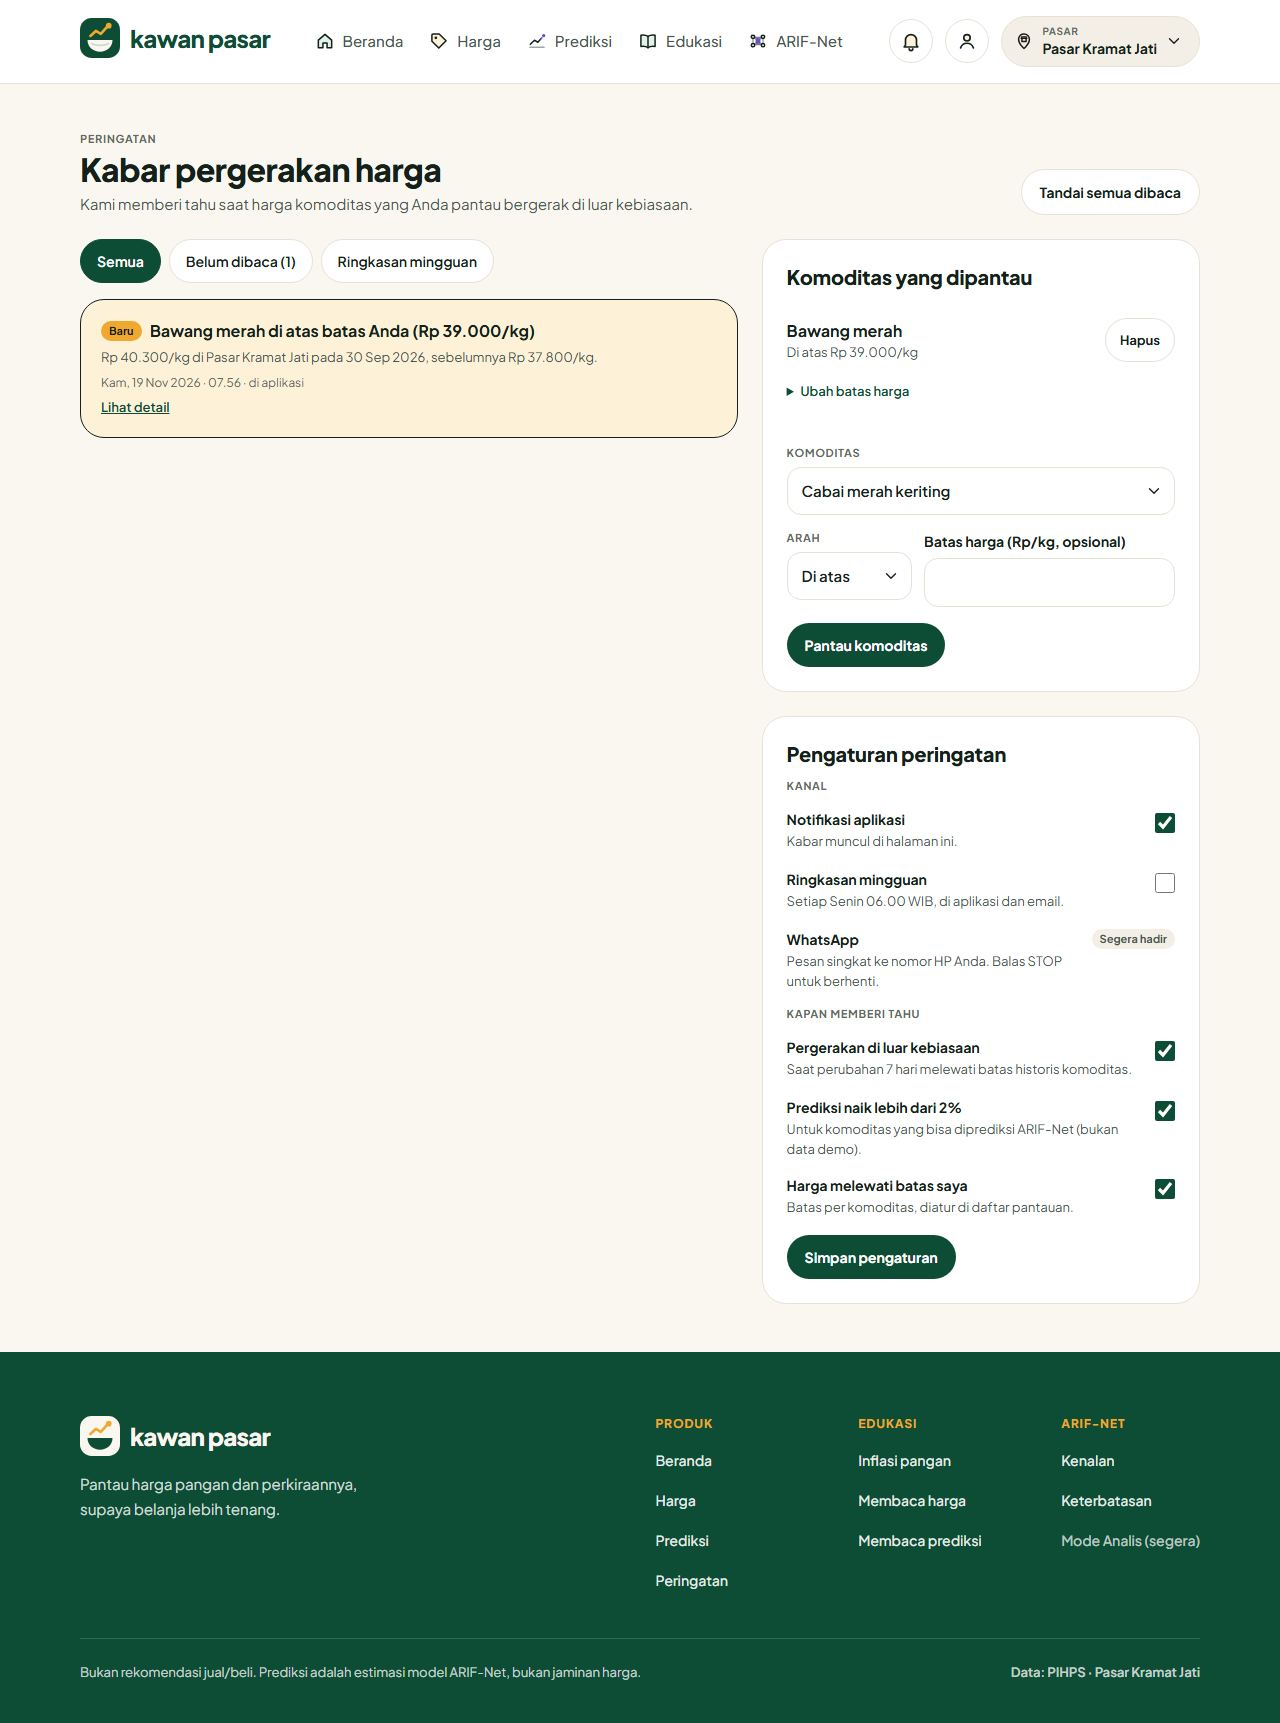 kawan pasar
Beranda
Harga
Prediksi
Edukasi
ARIF-Net
PASAR
Pasar Kramat Jati
PERINGATAN
Kabar pergerakan harga
Kami memberi tahu saat harga komoditas yang Anda pantau bergerak di luar kebiasaan.
Tandai semua dibaca
Semua
Belum dibaca (1)
Ringkasan mingguan
Baru
Bawang merah di atas batas Anda (Rp 39.000/kg)
Rp 40.300/kg di Pasar Kramat Jati pada 30 Sep 2026, sebelumnya Rp 37.800/kg.
Kam, 19 Nov 2026 · 07.56 · di aplikasi
Lihat detail
Komoditas yang dipantau
Bawang merah
Di atas Rp 39.000/kg
Hapus
Ubah batas harga
KOMODITAS
Cabai merah keriting
ARAH
Di atas
Batas harga (Rp/kg, opsional)
Pantau komoditas
Pengaturan peringatan
KANAL
Notifikasi aplikasi
Kabar muncul di halaman ini.
Ringkasan mingguan
Setiap Senin 06.00 WIB, di aplikasi dan email.
WhatsApp
Segera hadir
Pesan singkat ke nomor HP Anda. Balas STOP
untuk berhenti.
KAPAN MEMBERI TAHU
Pergerakan di luar kebiasaan
Saat perubahan 7 hari melewati batas historis komoditas.
Prediksi naik lebih dari 2%
Untuk komoditas yang bisa diprediksi ARIF-Net (bukan
data demo).
Harga melewati batas saya
Batas per komoditas, diatur di daftar pantauan.
Simpan pengaturan
kawan pasar
Pantau harga pangan dan perkiraannya,
supaya belanja lebih tenang.
PRODUK
Beranda
Harga
Prediksi
Peringatan
EDUKASI
Inflasi pangan
Membaca harga
Membaca prediksi
ARIF-NET
Kenalan
Keterbatasan
Mode Analis (segera)
Bukan rekomendasi jual/beli. Prediksi adalah estimasi model ARIF-Net, bukan jaminan harga.
Data: PIHPS · Pasar Kramat Jati